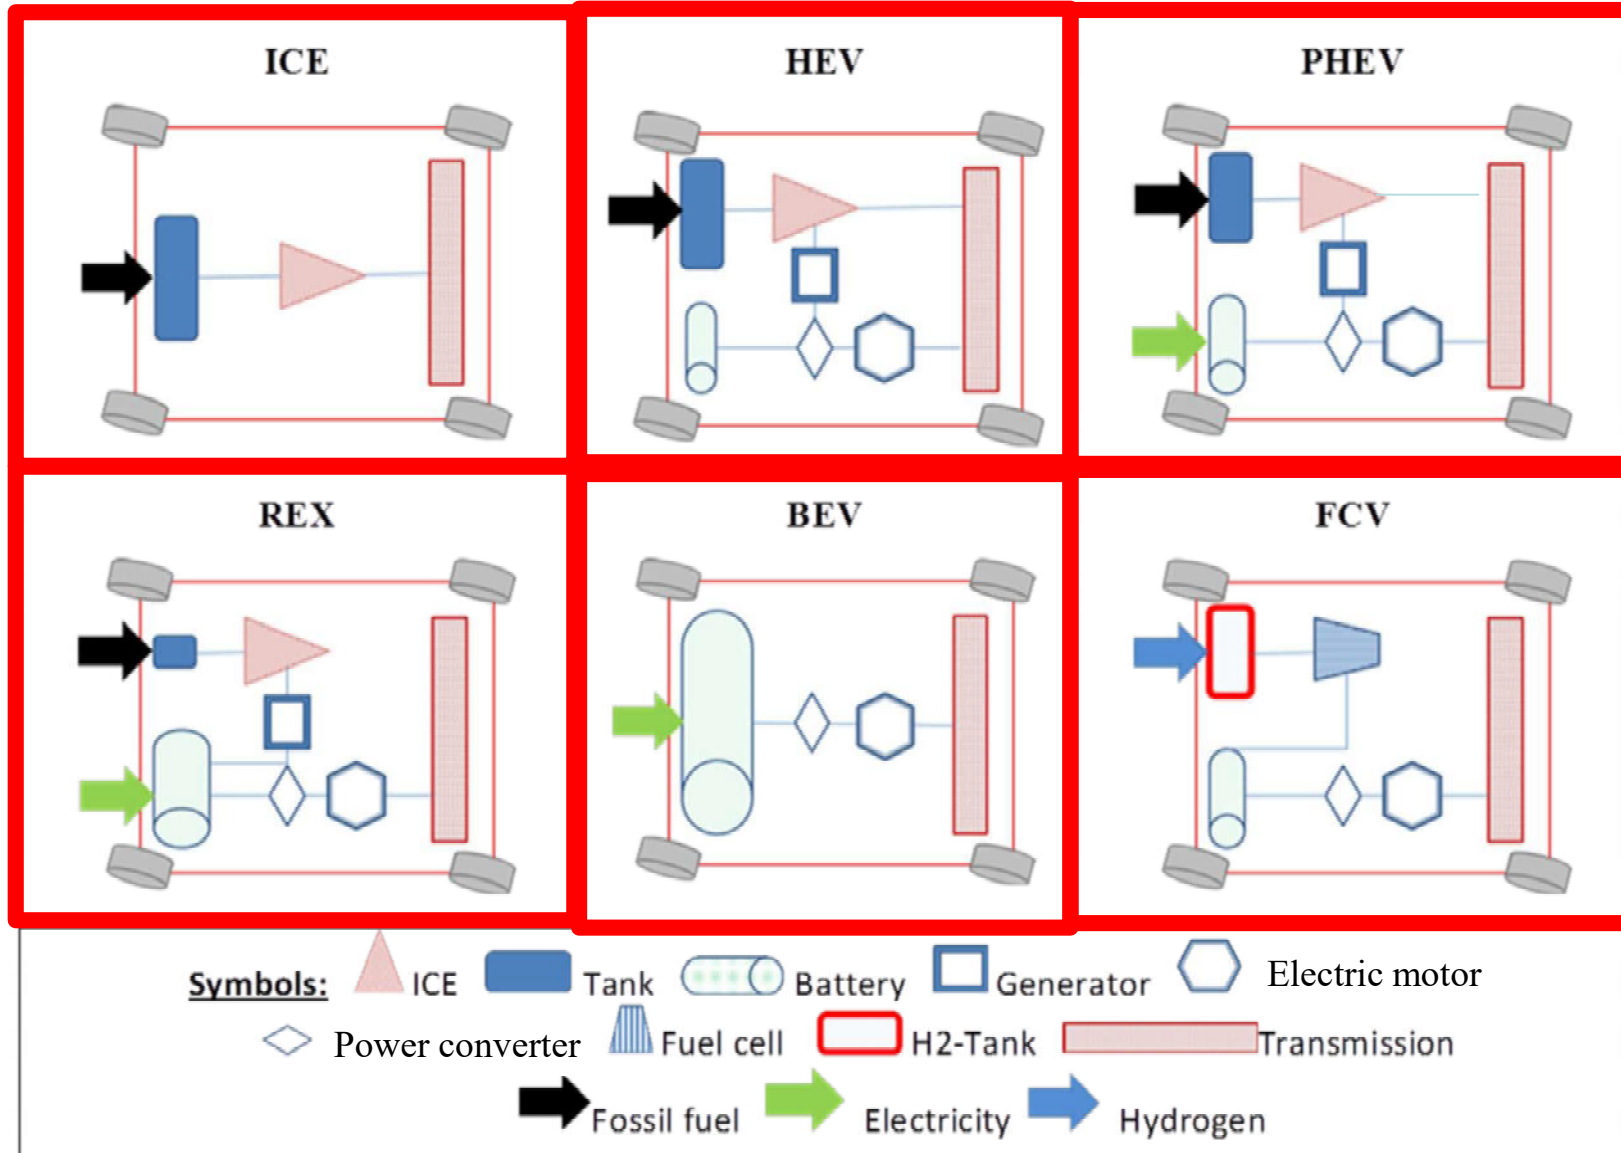 ICE
HEV
PHEV
REX
BEV
FCV
Symbols: ICE Tank Battery Generator Electric motor
Power converter Fuel cell H2-Tank Transmission
Fossil fuel Electricity Hydrogen